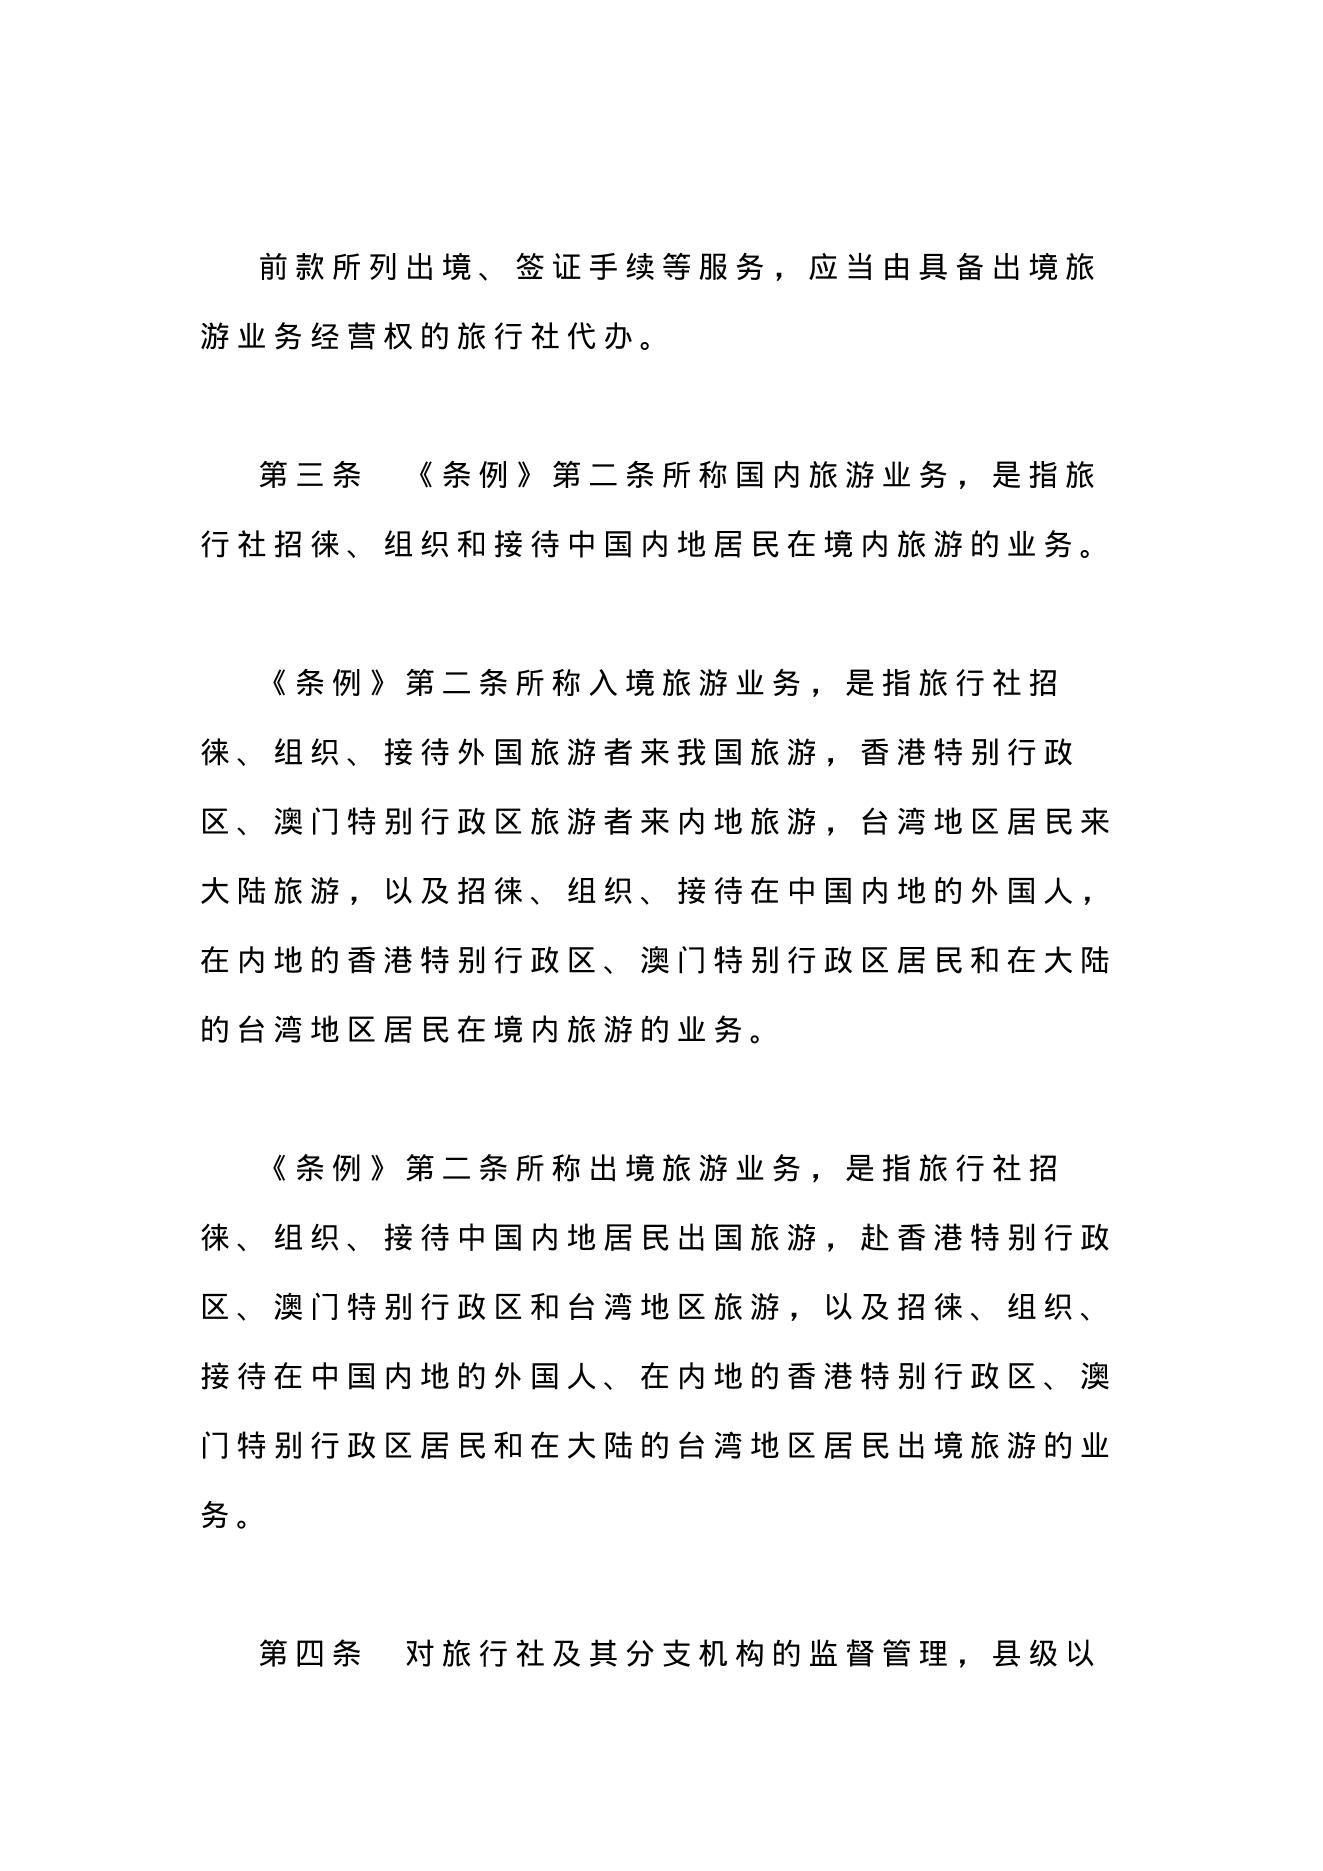 前款所列出境、签证手续等服务，应当由具备出境旅
游业务经营权的旅行社代办。
第三条　《条例》第二条所称国内旅游业务，是指旅
行社招徕、组织和接待中国内地居民在境内旅游的业务。
《条例》第二条所称入境旅游业务，是指旅行社招
徕、组织、接待外国旅游者来我国旅游，香港特别行政
区、澳门特别行政区旅游者来内地旅游，台湾地区居民来
大陆旅游，以及招徕、组织、接待在中国内地的外国人，
在内地的香港特别行政区、澳门特别行政区居民和在大陆
的台湾地区居民在境内旅游的业务。
《条例》第二条所称出境旅游业务，是指旅行社招
徕、组织、接待中国内地居民出国旅游，赴香港特别行政
区、澳门特别行政区和台湾地区旅游，以及招徕、组织、
接待在中国内地的外国人、在内地的香港特别行政区、澳
门特别行政区居民和在大陆的台湾地区居民出境旅游的业
务。
第四条　对旅行社及其分支机构的监督管理，县级以